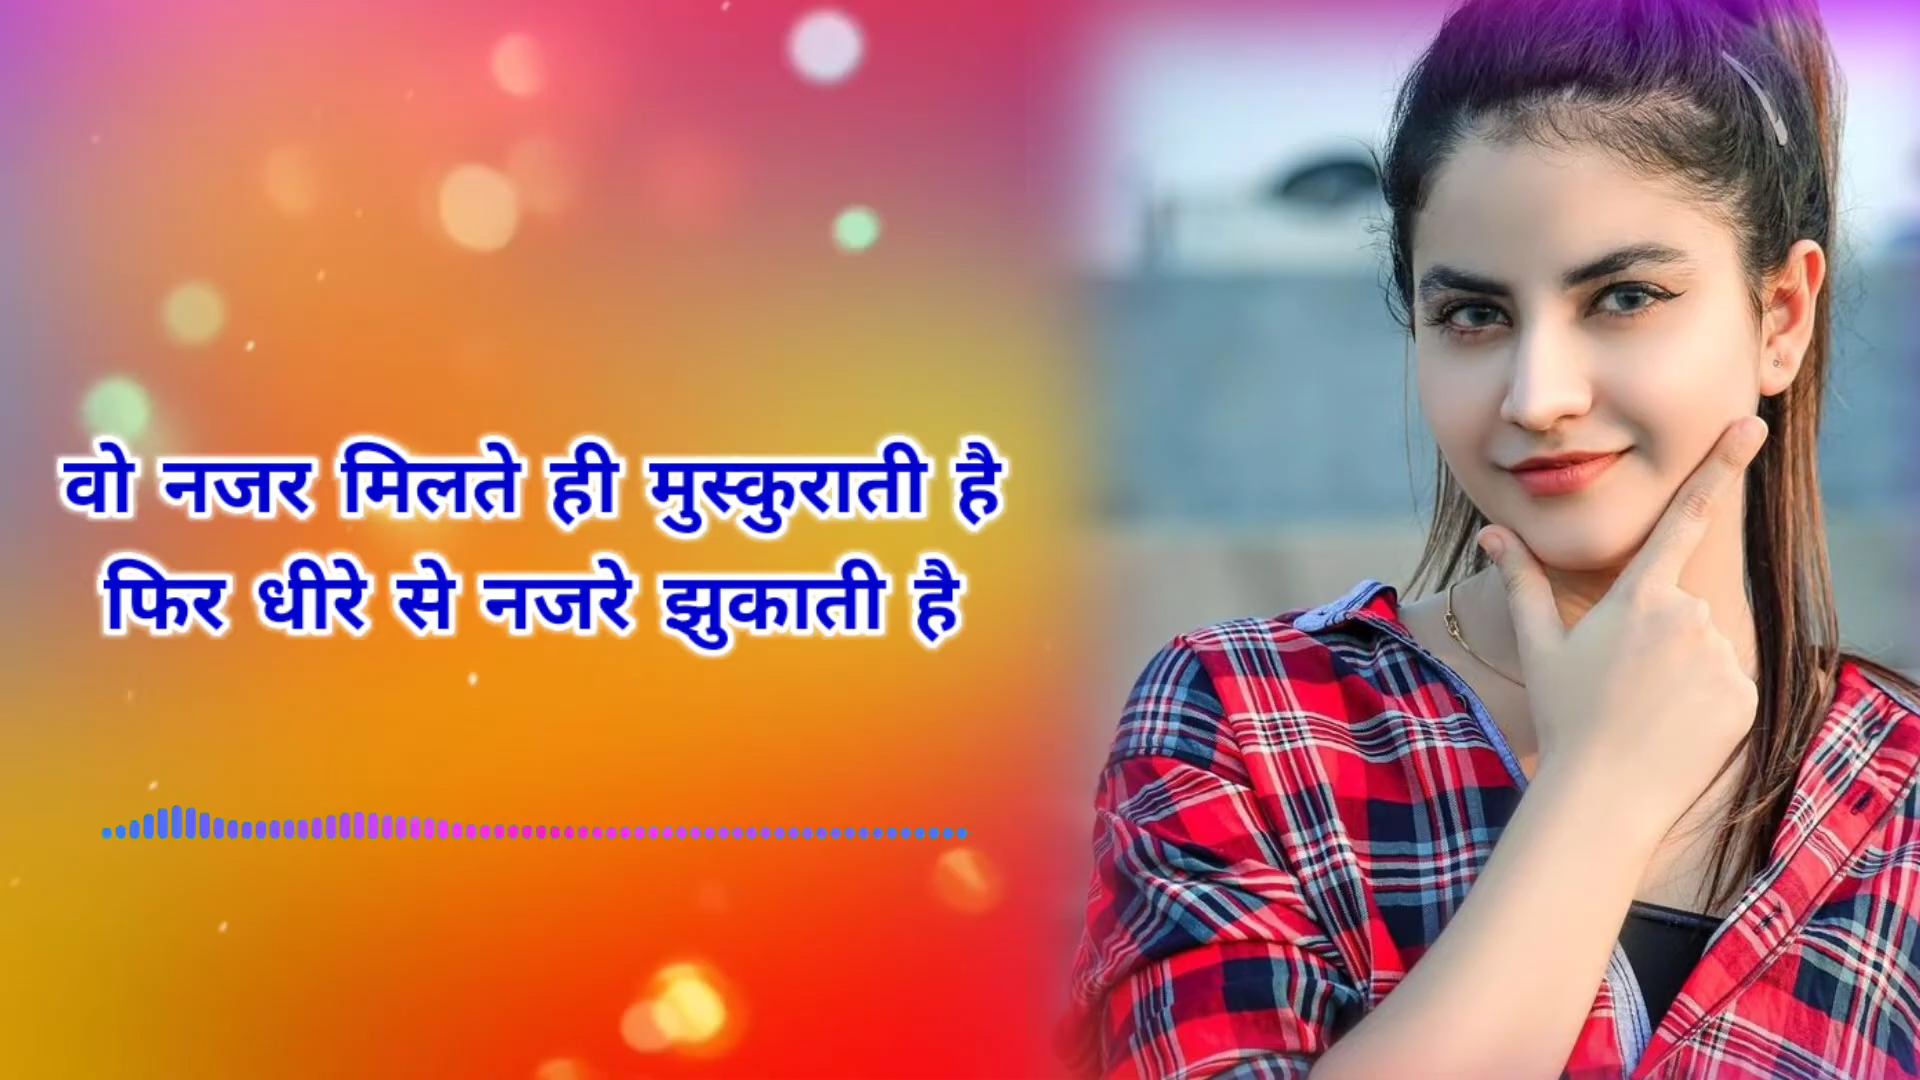 वो नजर मिलते ही मुस्कुराती है
फिर धीरे से नजरे झुकाती है